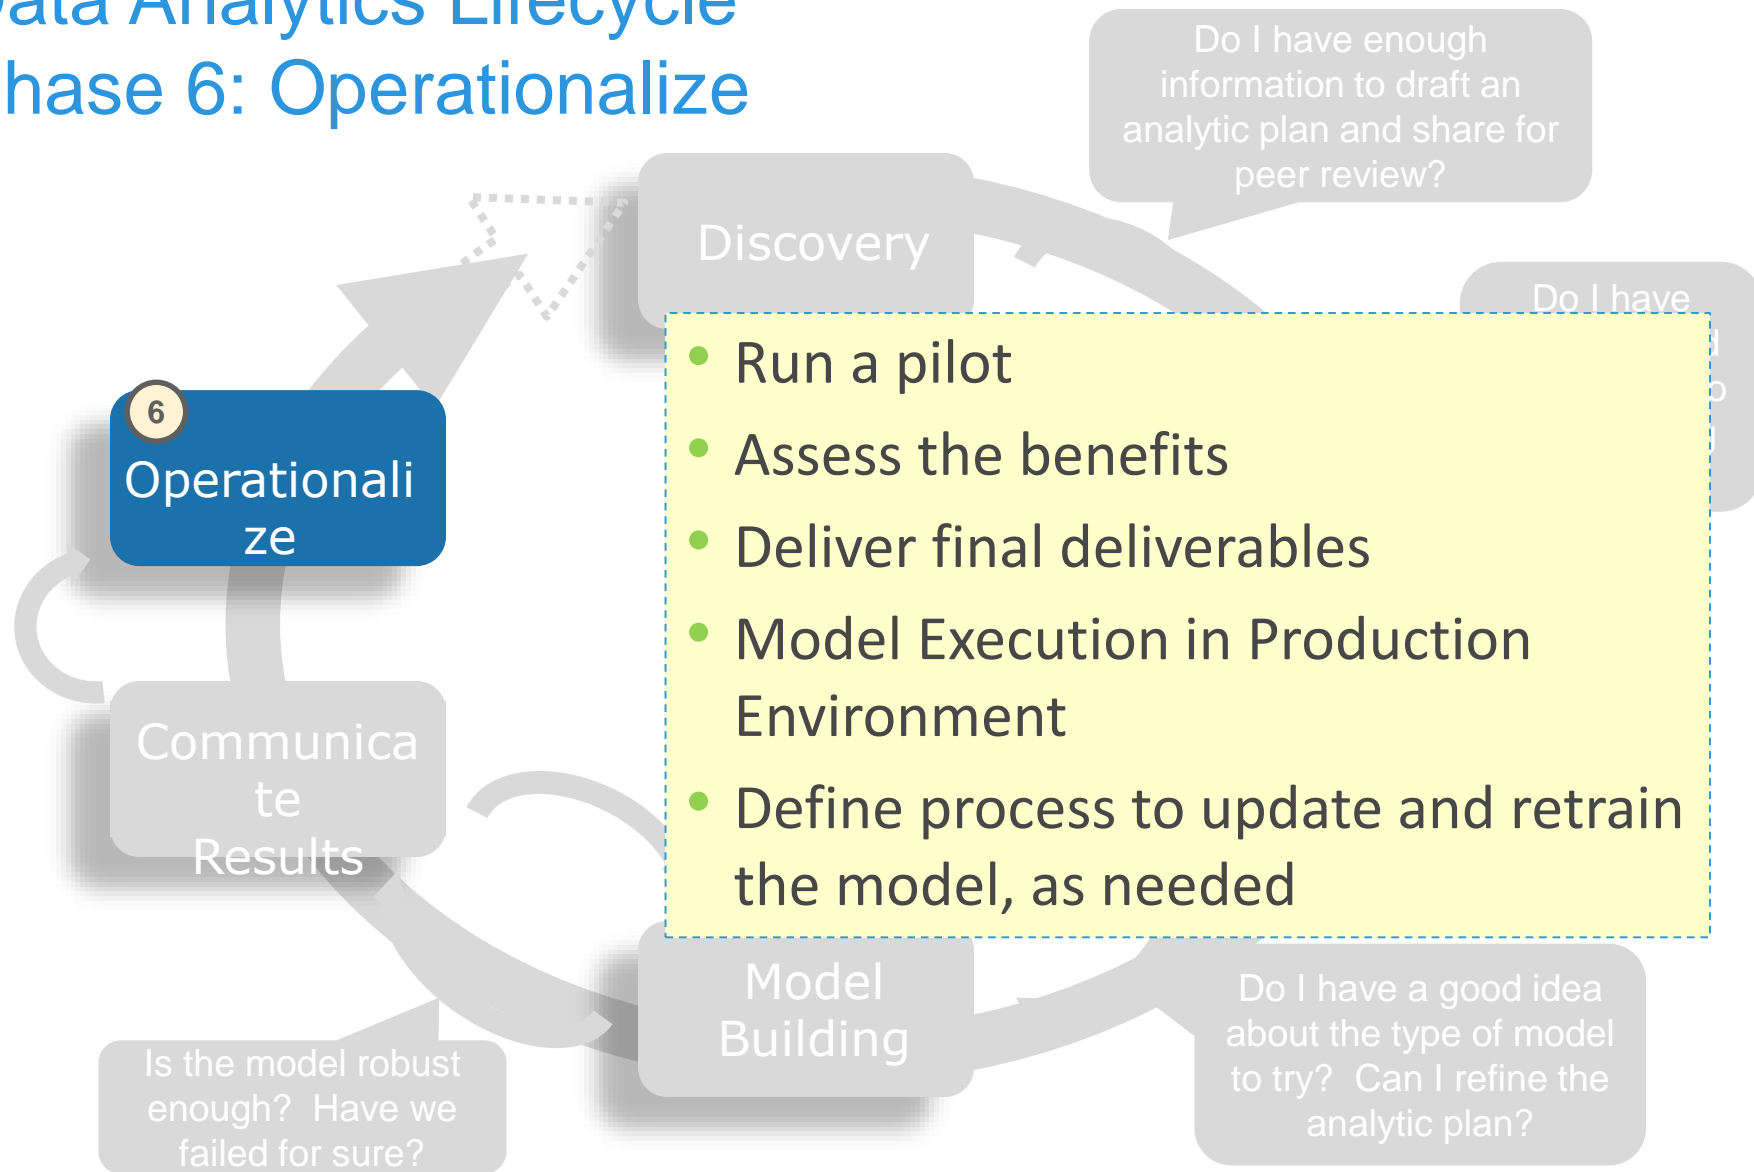 Data Analytics Lifecycle
hase 6: Operationalize
Do I have enough
information to draft an
analytic plan and share for
peer review?
Discovery
Do I have
• Run a pilot
• Assess the benefits
• Deliver final deliverables
• Model Execution in Production
Environment
• Define process to update and retrain
the model, as needed
6
Operationali
ze
Communica
te
Results
Model
Building
Do I have a good idea
about the type of model
to try?  Can I refine the
analytic plan?
Is the model robust
enough?  Have we
failed for sure?